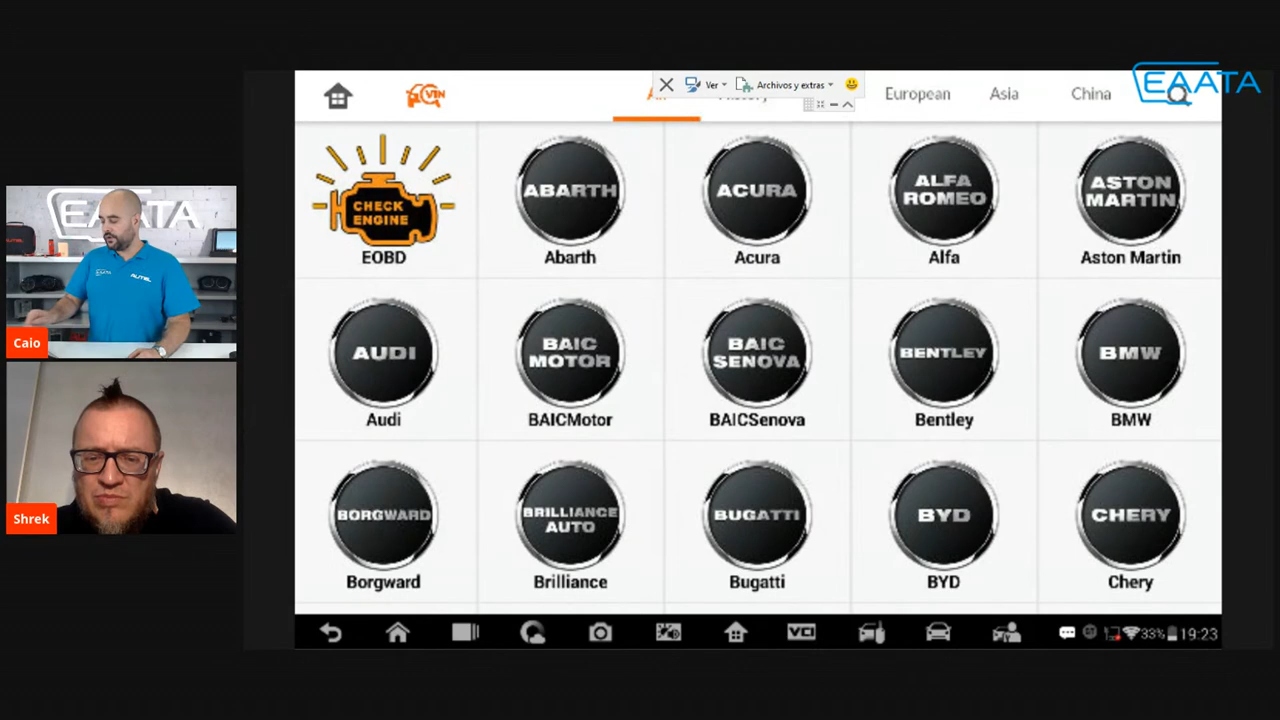 EAATA
VIN
Ver
Archivos y extras
European
Asia
China
CHECK
ENGINE
EOBD
ABARTH
Abarth
ACURA
Acura
ALFA
ROMEO
Alfa
ASTON
MARTIN
Aston Martin
AUDI
Audi
BAIC
MOTOR
BAICMotor
BAIC
SENOVA
BAICSenova
BENTLEY
Bentley
BMW
BMW
BORGWARD
Borgward
BRILLIANCE
AUTO
Brilliance
BUGATTI
Bugatti
BYD
BYD
CHERY
Chery
VCI
33%
19:23
EAATA
AUTEL
Caio
Shrek